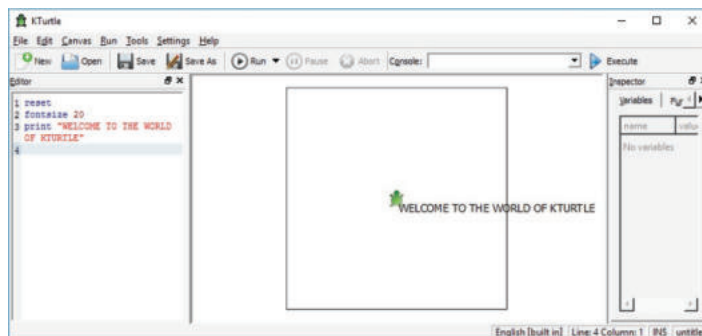 KTurtle
File Edit Canvas Run Tools Settings Help
New Open Save Save As Run Pause Abort Console: Execute
Editor
Inspector
1 reset
2 fontsize 20
3 print "WELCOME TO THE WORLD
OF KTURTLE"
4
WELCOME TO THE WORLD OF KTURTLE
Variables
name
No variables
English [built in] Line: 4 Column: 1 INS untitle